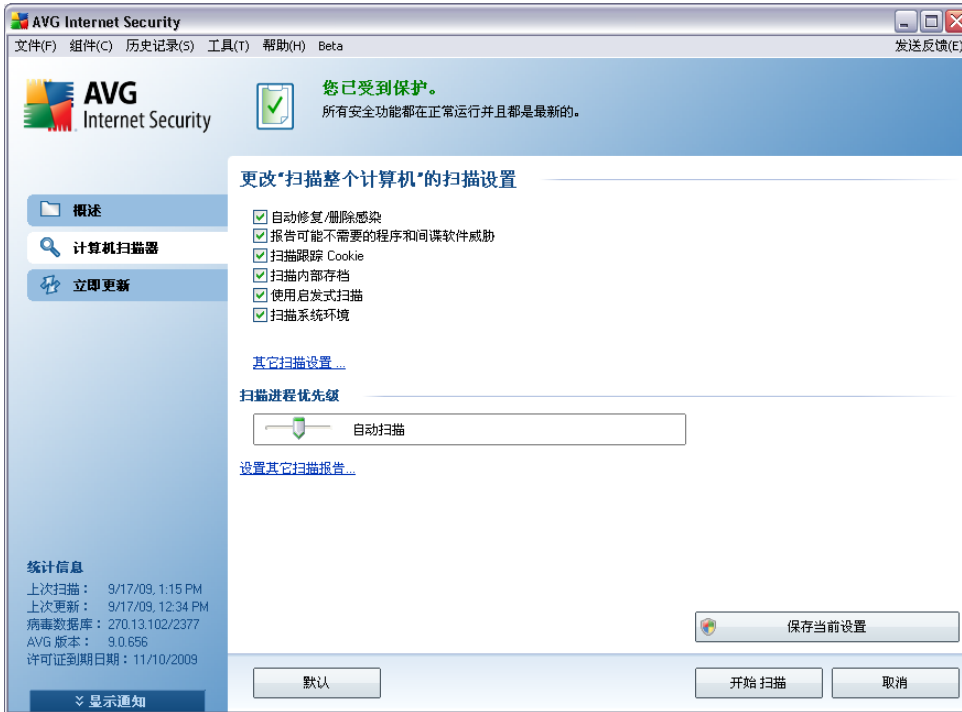 AVG Internet Security
文件(F) 组件(C) 历史记录(S) 工具(T) 帮助(H) Beta 发送反馈(E)
AVG
Internet Security
您已受到保护。
所有安全功能都在正常运行并且都是最新的。
概述
计算机扫描器
立即更新
更改“扫描整个计算机”的扫描设置
自动修复/删除感染
报告可能不需要的程序和间谍软件威胁
扫描跟踪 Cookie
扫描内部存档
使用启发式扫描
扫描系统环境
其它扫描设置 ...
扫描进程优先级
自动扫描
设置其它扫描报告...
统计信息
上次扫描： 9/17/09, 1:15 PM
上次更新： 9/17/09, 12:34 PM
病毒数据库：270.13.102/2377
AVG 版本： 9.0.656
许可证到期日期：11/10/2009
显示通知
保存当前设置
默认 开始 扫描 取消